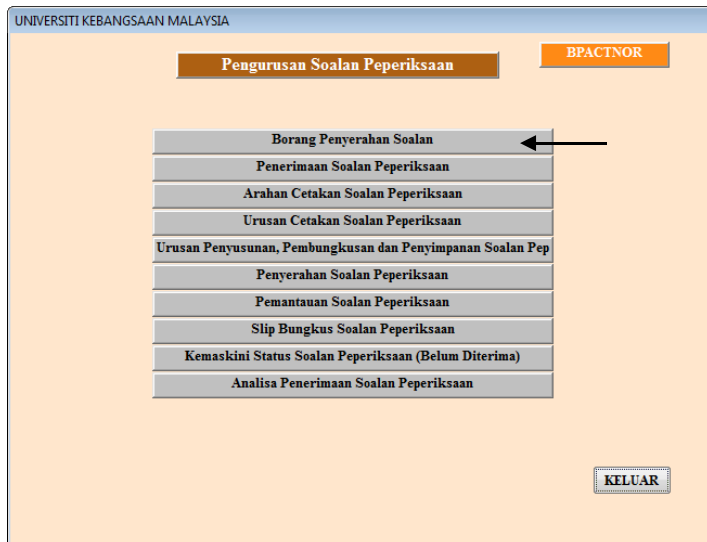 UNIVERSITI KEBANGSAAN MALAYSIA
BPACTNOR
Pengurusan Soalan Peperiksaan
Borang Penyerahan Soalan
Penerimaan Soalan Peperiksaan
Arahan Cetakan Soalan Peperiksaan
Urusan Cetakan Soalan Peperiksaan
Urusan Penyusunan, Pembungkusan dan Penyimpanan Soalan Pep
Penyerahan Soalan Peperiksaan
Pemantauan Soalan Peperiksaan
Slip Bungkus Soalan Peperiksaan
Kemaskini Status Soalan Peperiksaan (Belum Diterima)
Analisa Penerimaan Soalan Peperiksaan
KELUAR